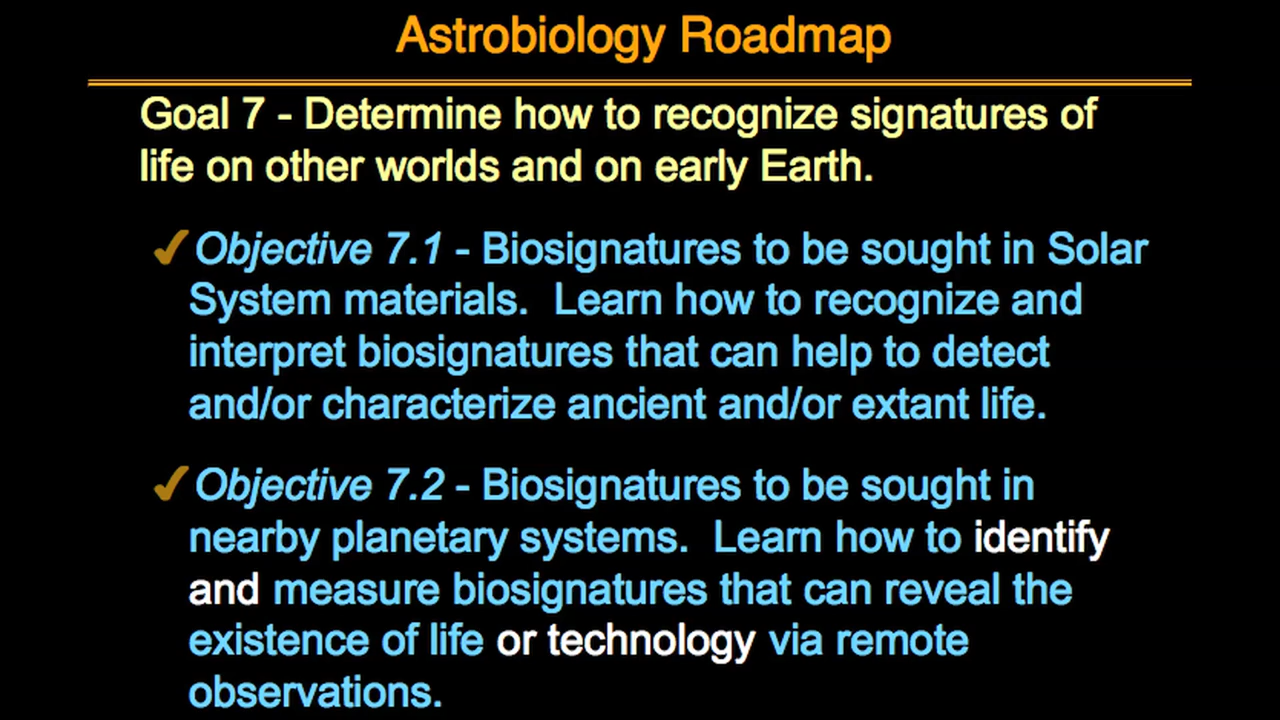 Astrobiology Roadmap
Goal 7 - Determine how to recognize signatures of
life on other worlds and on early Earth.
✔Objective 7.1 - Biosignatures to be sought in Solar
System materials.  Learn how to recognize and
interpret biosignatures that can help to detect
and/or characterize ancient and/or extant life.
✔Objective 7.2 - Biosignatures to be sought in
nearby planetary systems.  Learn how to identify
and measure biosignatures that can reveal the
existence of life or technology via remote
observations.